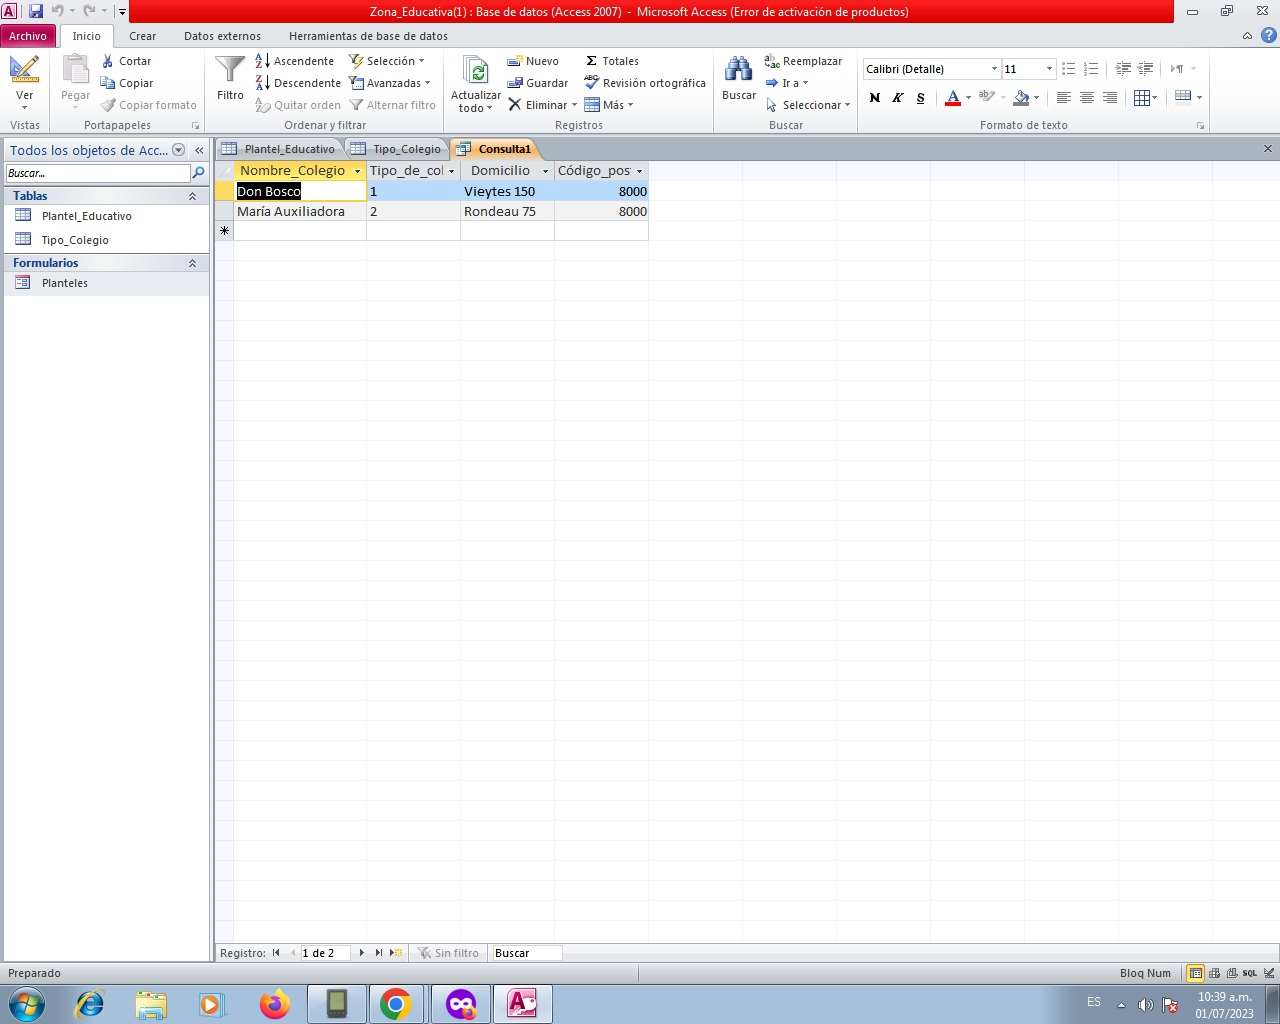 Zona_Educativa(1) : Base de datos (Access 2007) - Microsoft Access (Error de activación de productos)
Archivo Inicio Crear Datos externos Herramientas de base de datos
Ver
Vistas
Pegar
Cortar
Copiar
Copiar formato
Portapapeles
Filtro
Ascendente
Descendente
Quitar orden
Selección
Avanzadas
Alternar filtro
Ordenar y filtrar
Actualizar
todo
Nuevo
Guardar
Eliminar
Σ Totales
Revisión ortográfica
Más
Registros
Buscar
Reemplazar
Ir a
Seleccionar
Buscar
Calibri (Detalle) 11
N K S A
Formato de texto
Todos los objetos de Acc...
Buscar...
Tablas
Plantel_Educativo
Tipo_Colegio
Formularios
Planteles
Plantel_Educativo Tipo_Colegio Consulta1
Nombre_Colegio Tipo_de_col Domicilio Código_pos
Don Bosco 1 Vieytes 150 8000
María Auxiliadora 2 Rondeau 75 8000
Registro: 1 de 2 Sin filtro Buscar
Preparado
Bloq Num
SQL
ES
10:39 a.m.
01/07/2023